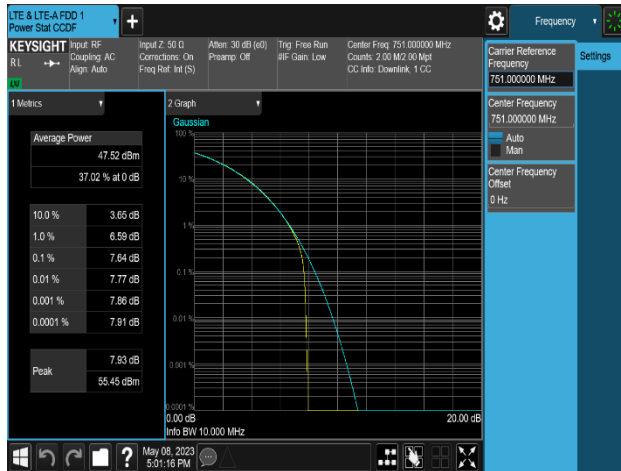 LTE & LTE-A FDD 1
Power Stat CCDF
Frequency
KEYSIGHT
RL
Input: RF
Coupling: AC
Align: Auto
Input Z: 50 Ω
Corrections: On
Freq Ref: Int (S)
Atten: 30 dB (e0)
Preamp: Off
Trig: Free Run
#IF Gain: Low
Center Freq: 751.000000 MHz
Counts: 2.00 M/2.00 Mpt
CC Info: Downlink, 1 CC
LXI
1 Metrics
Average Power
47.52 dBm
37.02 % at 0 dB
10.0 % 3.65 dB
1.0 % 6.59 dB
0.1 % 7.64 dB
0.01 % 7.77 dB
0.001 % 7.86 dB
0.0001 % 7.91 dB
Peak
7.93 dB
55.45 dBm
2 Graph
Gaussian
100 %
10 %
1 %
0.1 %
0.01 %
0.001 %
0.0001 %
0.00 dB
20.00 dB
Info BW 10.000 MHz
Carrier Reference
Frequency
751.000000 MHz
Settings
Center Frequency
751.000000 MHz
Auto
Man
Center Frequency
Offset
0 Hz
?
May 08, 2023
5:01:16 PM